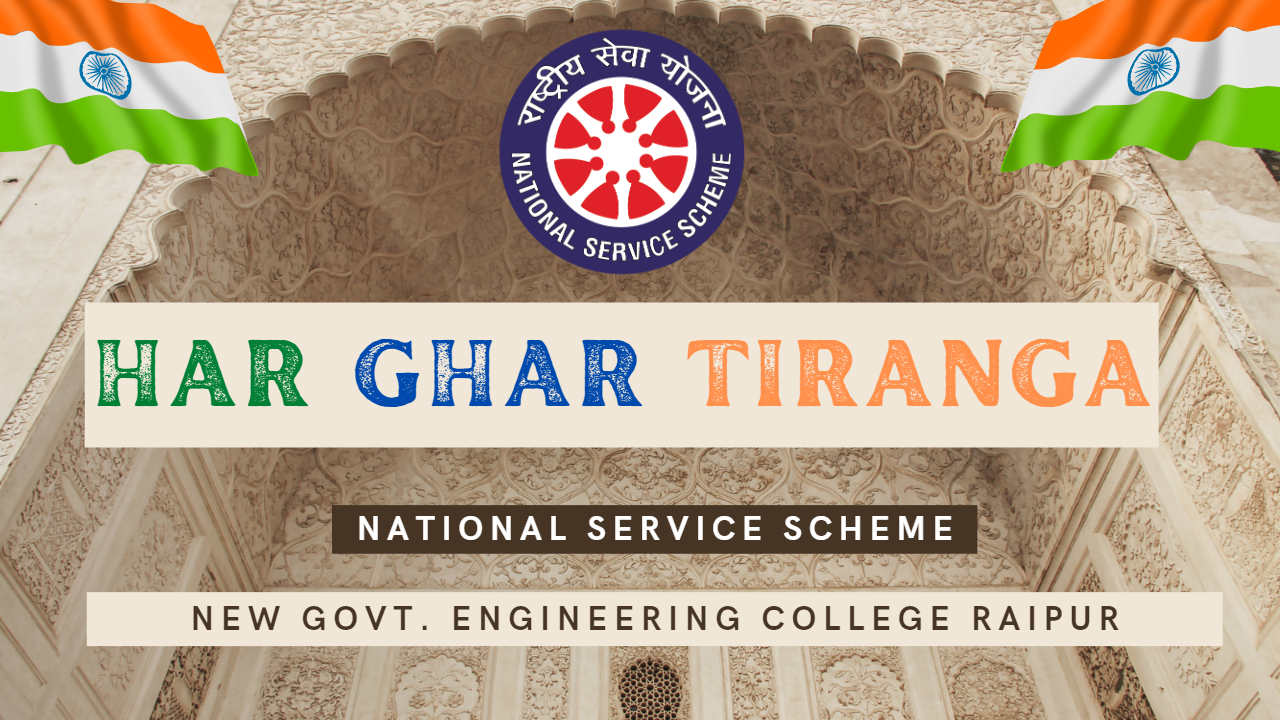 राष्ट्रीय सेवा योजना
NATIONAL SERVICE SCHEME
HAR GHAR TIRANGA
NATIONAL SERVICE SCHEME
NEW GOVT. ENGINEERING COLLEGE RAIPUR